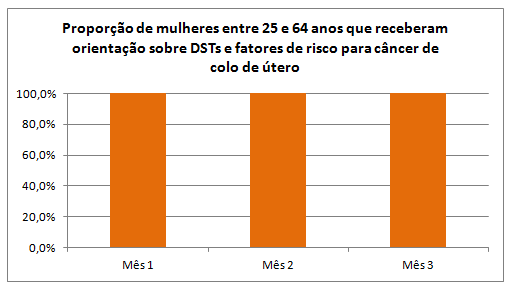 Proporção de mulheres entre 25 e 64 anos que receberam
orientação sobre DSTs e fatores de risco para câncer de
colo de útero
100,0%
80,0%
60,0%
40,0%
20,0%
0,0%
Mês 1 Mês 2 Mês 3